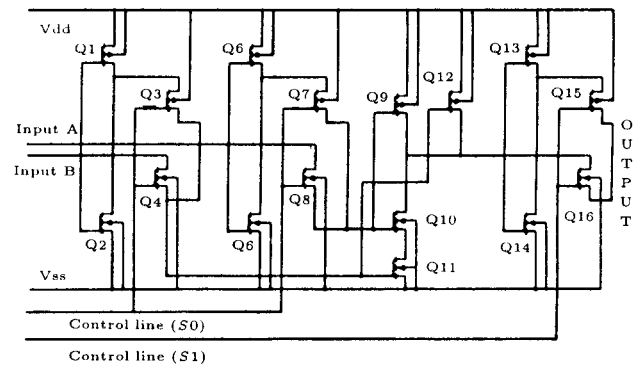 Vdd
Q1
Q3
Q6
Q7
Q9
Q12
Q13
Q15
Input A
Input B
Q4
Q8
Q2
Q6
Q10
Q11
Q14
Q16
OUTPUT
Vss
Control line (S0)
Control line (S1)